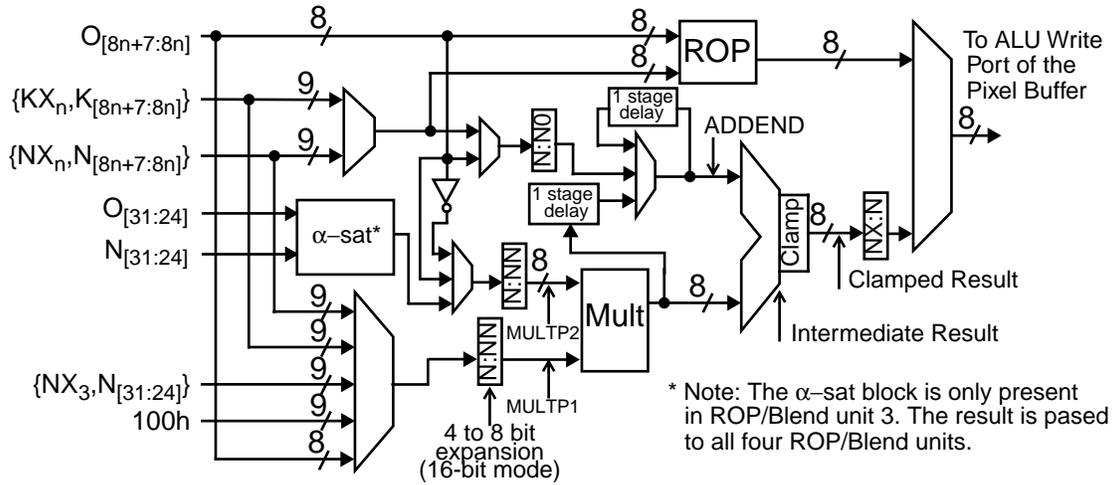 O[8n+7:8n]
8
8
8
ROP
8
To ALU Write
Port of the
Pixel Buffer
8
{KXn,K[8n+7:8n]}
9
{NXn,N[8n+7:8n]}
9
N:N0
1 stage
delay
ADDEND
O[31:24]
N[31:24]
α–sat*
1 stage
delay
Clamp
8
NX:N
Clamped Result
Intermediate Result
N:NN
8
MULTP2
Mult
8
9
9
{NX3,N[31:24]}
9
100h
9
8
N:NN
MULTP1
4 to 8 bit
expansion
(16-bit mode)
* Note: The α–sat block is only present
in ROP/Blend unit 3. The result is pased
to all four ROP/Blend units.